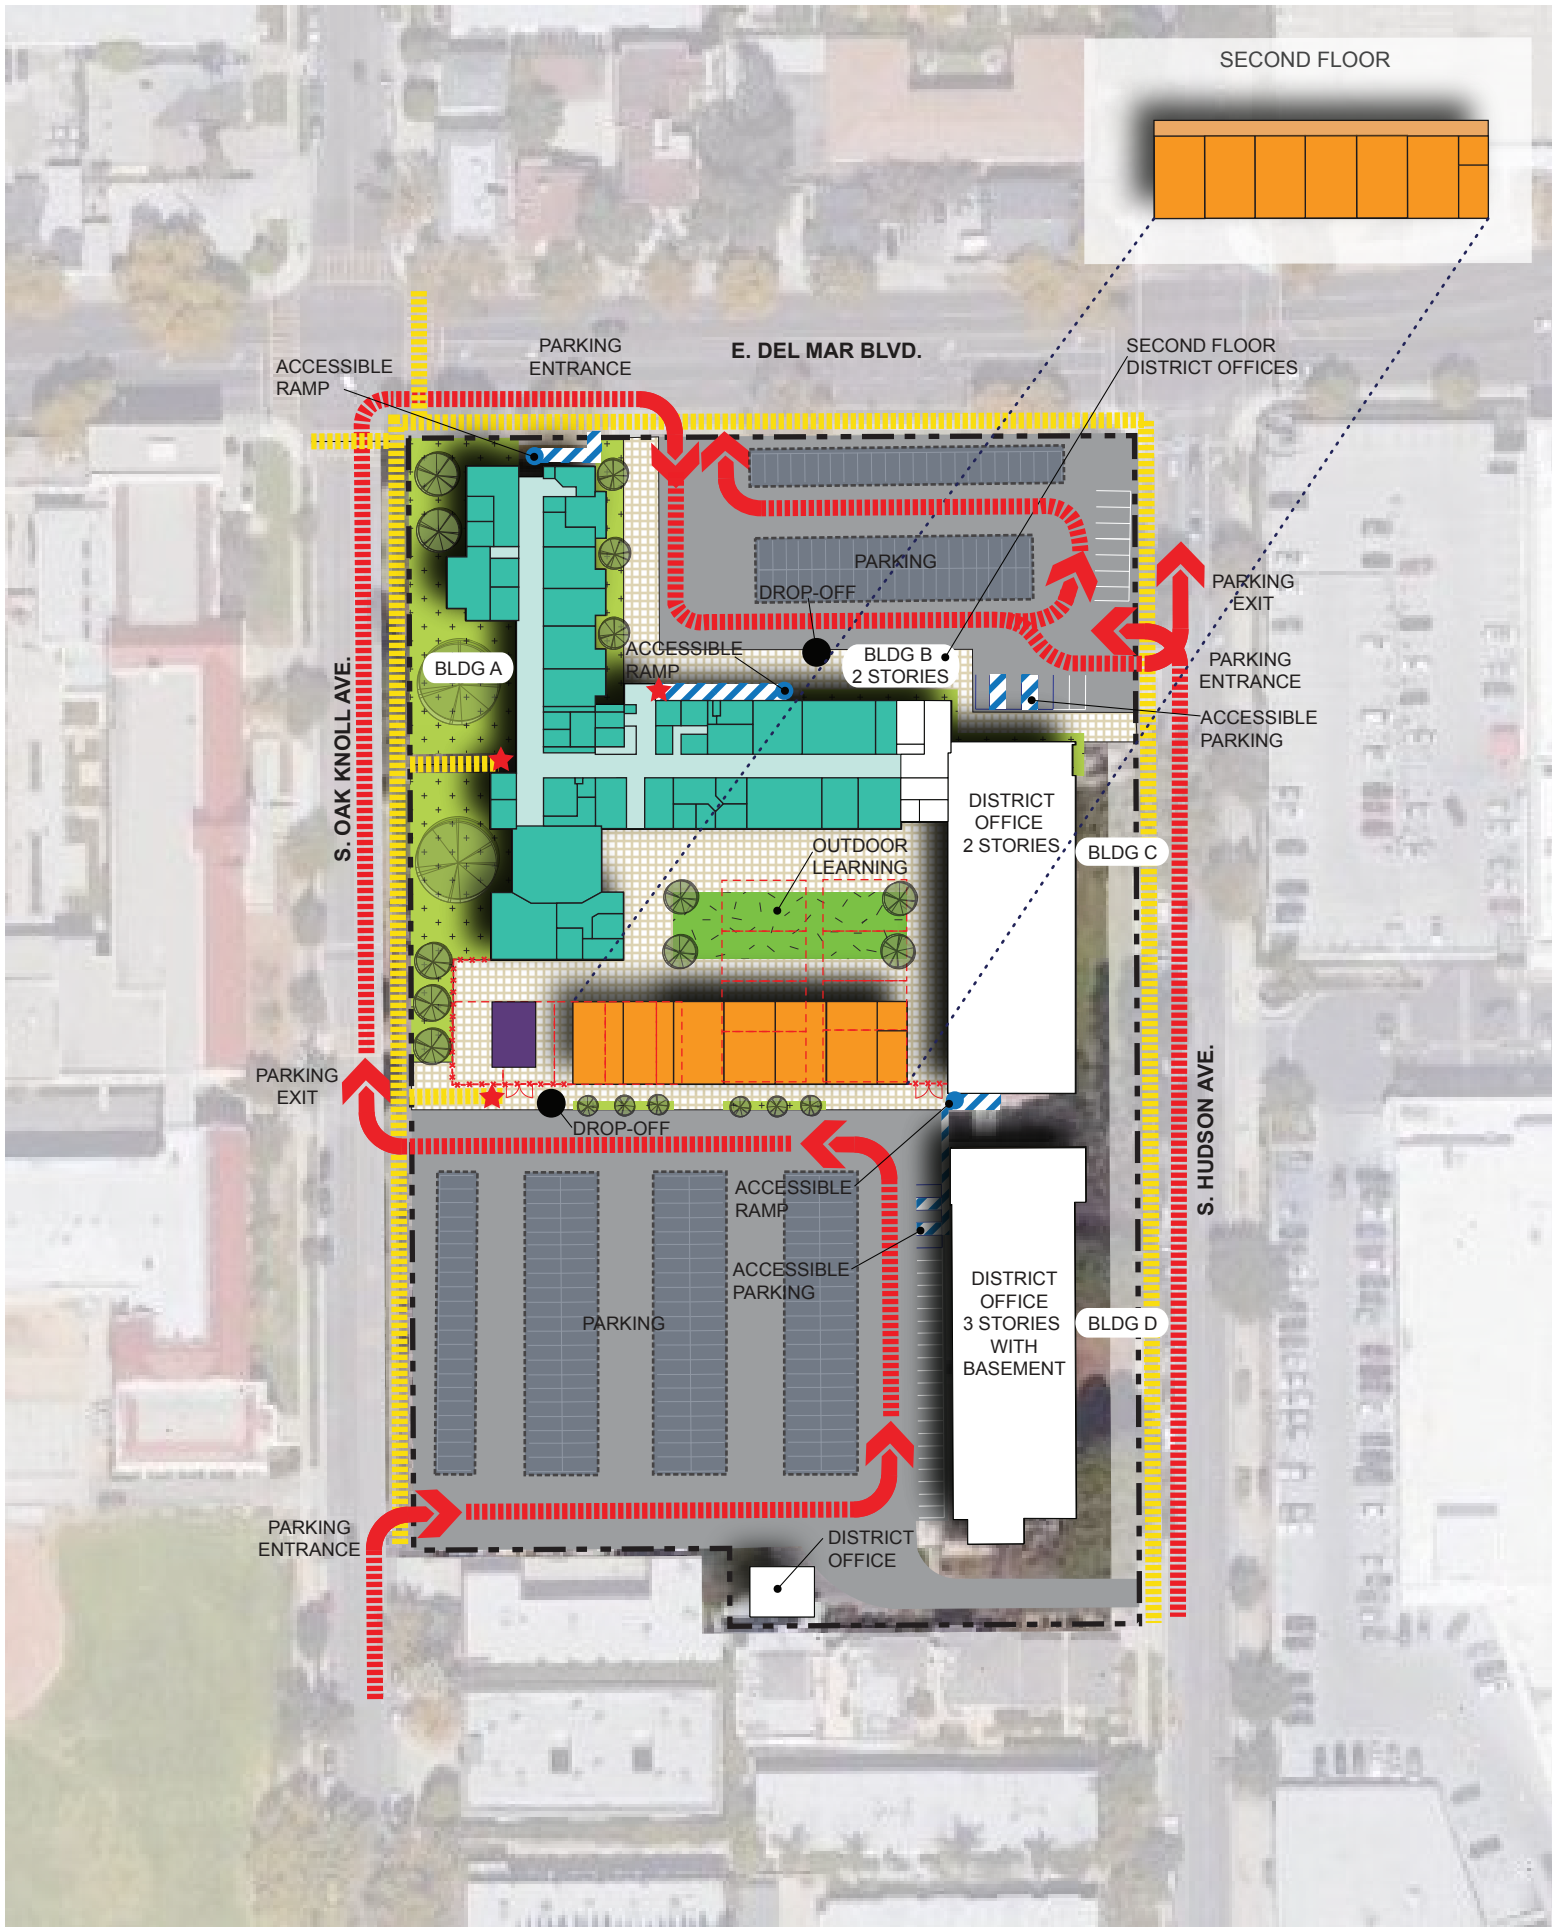 SECOND FLOOR
E. DEL MAR BLVD.
PARKING
ENTRANCE
ACCESSIBLE
RAMP
SECOND FLOOR
DISTRICT OFFICES
PARKING
DROP-OFF
PARKING
EXIT
ACCESSIBLE
RAMP
BLDG B
2 STORIES
BLDG A
PARKING
ENTRANCE
ACCESSIBLE
PARKING
S. OAK KNOLL AVE.
DISTRICT
OFFICE
2 STORIES
BLDG C
OUTDOOR
LEARNING
PARKING
EXIT
DROP-OFF
S. HUDSON AVE.
ACCESSIBLE
RAMP
ACCESSIBLE
PARKING
PARKING
DISTRICT
OFFICE
3 STORIES
WITH
BASEMENT
BLDG D
PARKING
ENTRANCE
DISTRICT
OFFICE